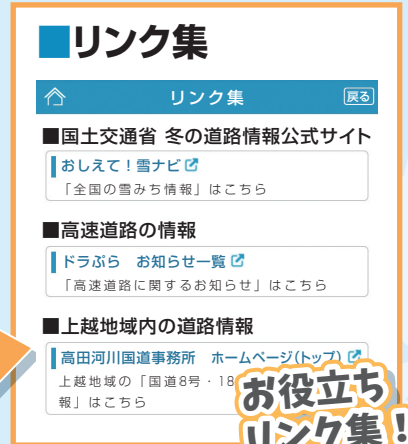 ■リンク集
リンク集
戻る
■国土交通省 冬の道路情報公式サイト
おしえて！雪ナビ
「全国の雪みち情報」はこちら
■高速道路の情報
ドラぷら　お知らせ一覧
「高速道路に関するお知らせ」はこちら
■上越地域内の道路情報
高田河川国道事務所　ホームページ(トップ)
上越地域の「国道8号・18
報」はこちら
お役立ち
リンク集！